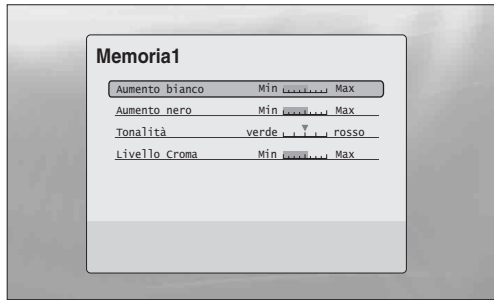 Memoria1
Aumento bianco Min Max
Aumento nero Min Max
Tonalità verde rosso
Livello Croma Min Max